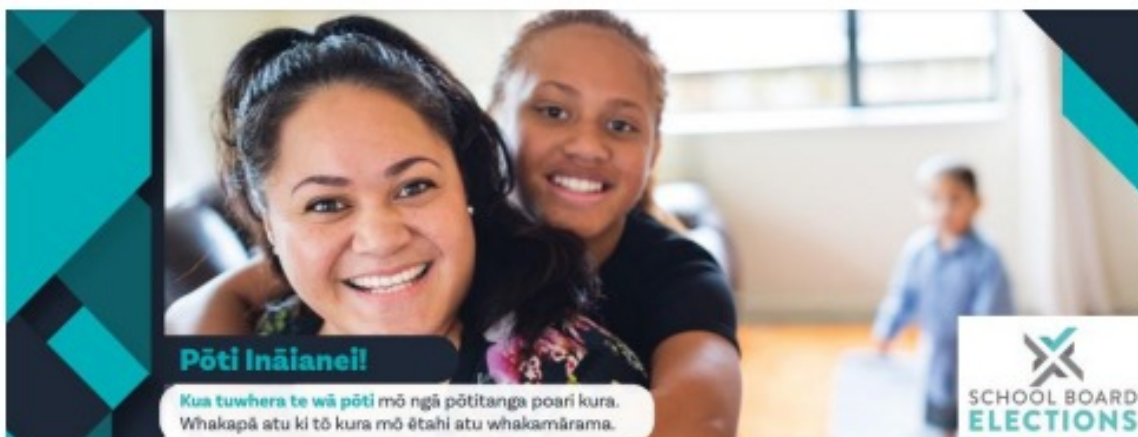 Pōti Ināianei!
Kua tuwhera te wā pōti mō ngā pōtitanga poari kura.
Whakapā atu ki tō kura mō ētahi atu whakamārama.
SCHOOL BOARD
ELECTIONS